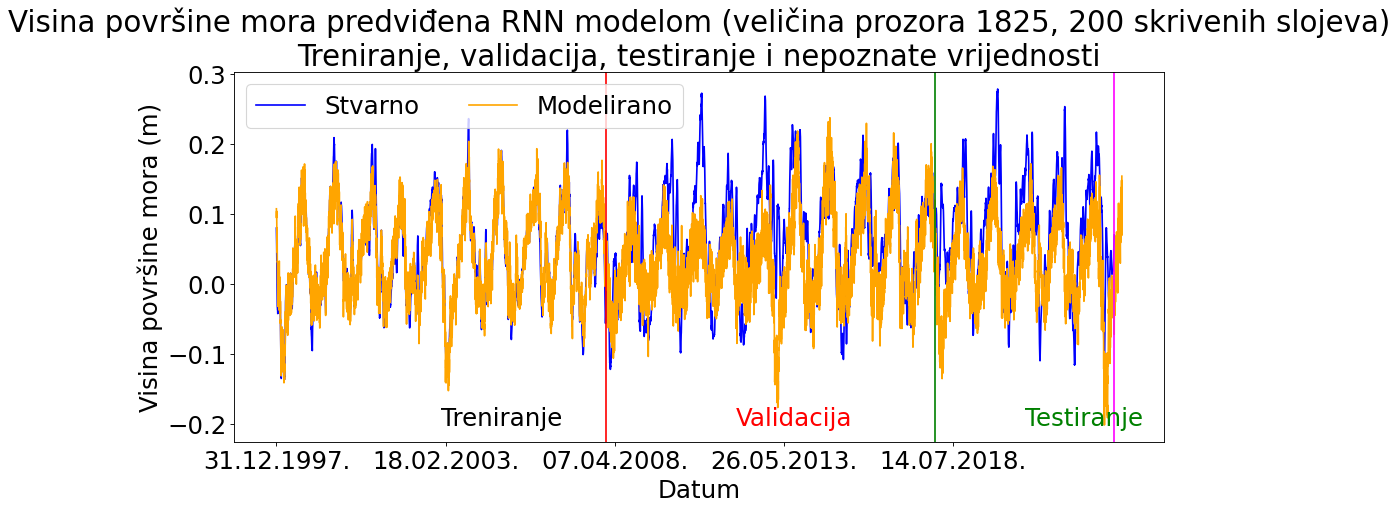 Visina površine mora predviđena RNN modelom (veličina prozora 1825, 200 skrivenih slojeva)
Treniranje, validacija, testiranje i nepoznate vrijednosti
Stvarno Modelirano
Visina površine mora (m)
0.3
0.2
0.1
0.0
−0.1
−0.2
Treniranje Validacija Testiranje
31.12.1997. 18.02.2003. 07.04.2008. 26.05.2013. 14.07.2018.
Datum